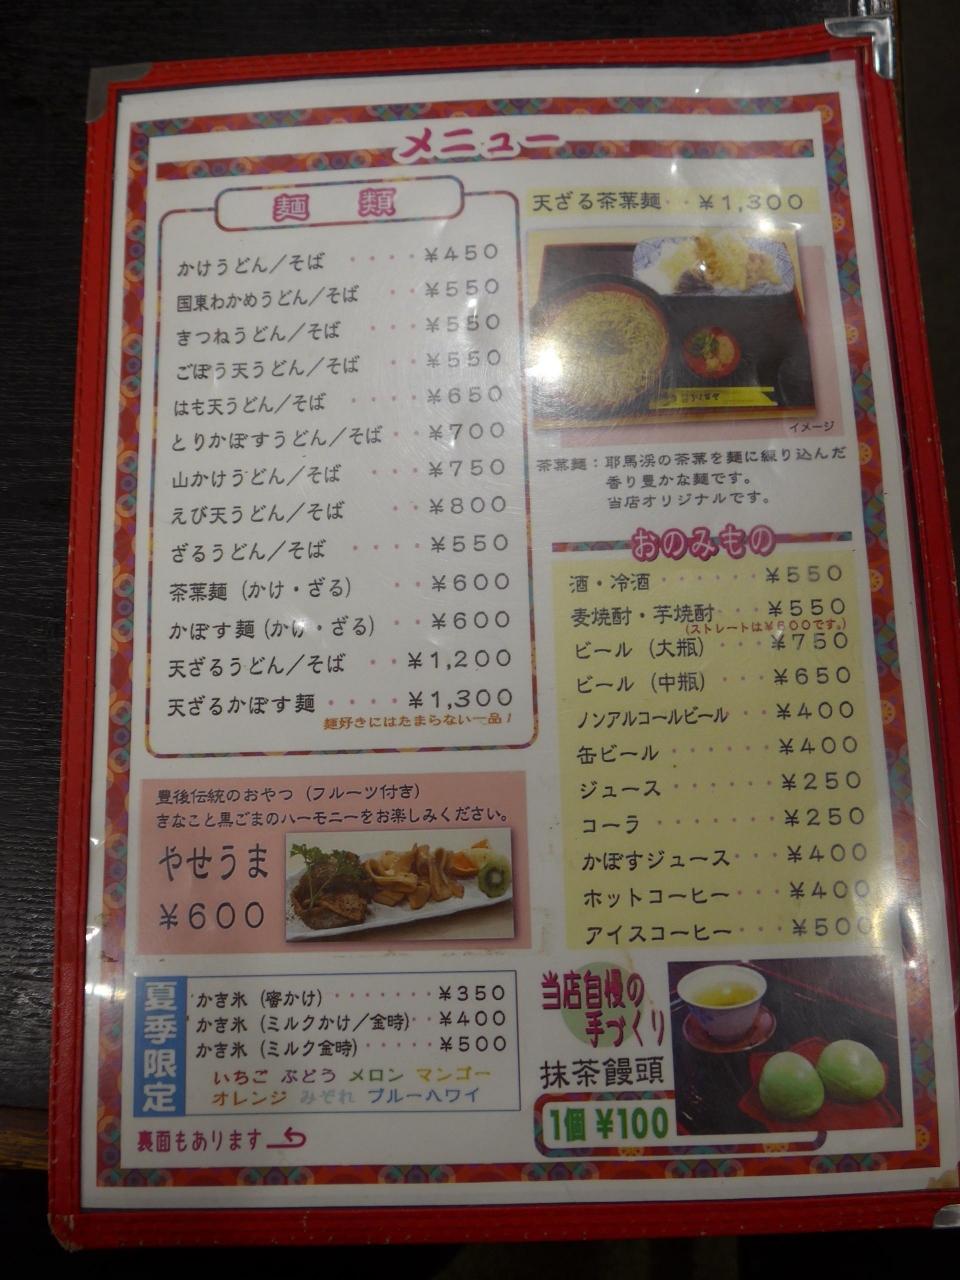 メニュー
麺類
かけうどん/そば ‥‥ ¥450
国東わかめうどん/そば ‥ ¥550
きつねうどん/そば ‥‥ ¥550
ごぼう天うどん/そば ‥ ¥550
はも天うどん/そば ‥‥ ¥650
とりかぼすうどん/そば ‥ ¥700
山かけうどん/そば ‥‥ ¥750
えび天うどん/そば ‥‥ ¥800
ざるうどん/そば ‥‥ ¥550
茶葉麺(かけ・ざる) ‥ ¥600
かぼす麺(かけ・ざる) ‥ ¥600
天ざるうどん/そば ‥ ¥1,200
天ざるかぼす麺 ‥‥ ¥1,300
麺好きにはたまらない一品!
天ざる茶葉麺‥ ¥1,300
イメージ
茶葉麺:耶馬渓の茶葉を麺に練り込んだ
香り豊かな麺です。
当店オリジナルです。
おのみもの
酒・冷酒 ‥‥‥ ¥550
麦焼酎・芋焼酎‥ ¥550
(ストレートは¥600です。)
ビール(大瓶) ‥ ¥750
ビール(中瓶) ‥ ¥650
ノンアルコールビール ‥ ¥400
缶ビール ‥‥‥ ¥400
ジュース ‥‥‥ ¥250
コーラ ‥‥‥ ¥250
かぼすジュース‥ ¥400
ホットコーヒー‥ ¥400
アイスコーヒー‥ ¥500
豊後伝統のおやつ(フルーツ付き)
きなこと黒ごまのハーモニーをお楽しみください。
やせうま
¥600
夏季限定
かき氷(蜜かけ)‥‥‥ ¥350
かき氷(ミルクかけ/金時)‥ ¥400
かき氷(ミルク金時)‥‥ ¥500
いちご ぶどう メロン マンゴー
オレンジ みぞれ ブルーハワイ
裏面もあります
当店自慢の
手づくり
抹茶饅頭
1個 ¥100